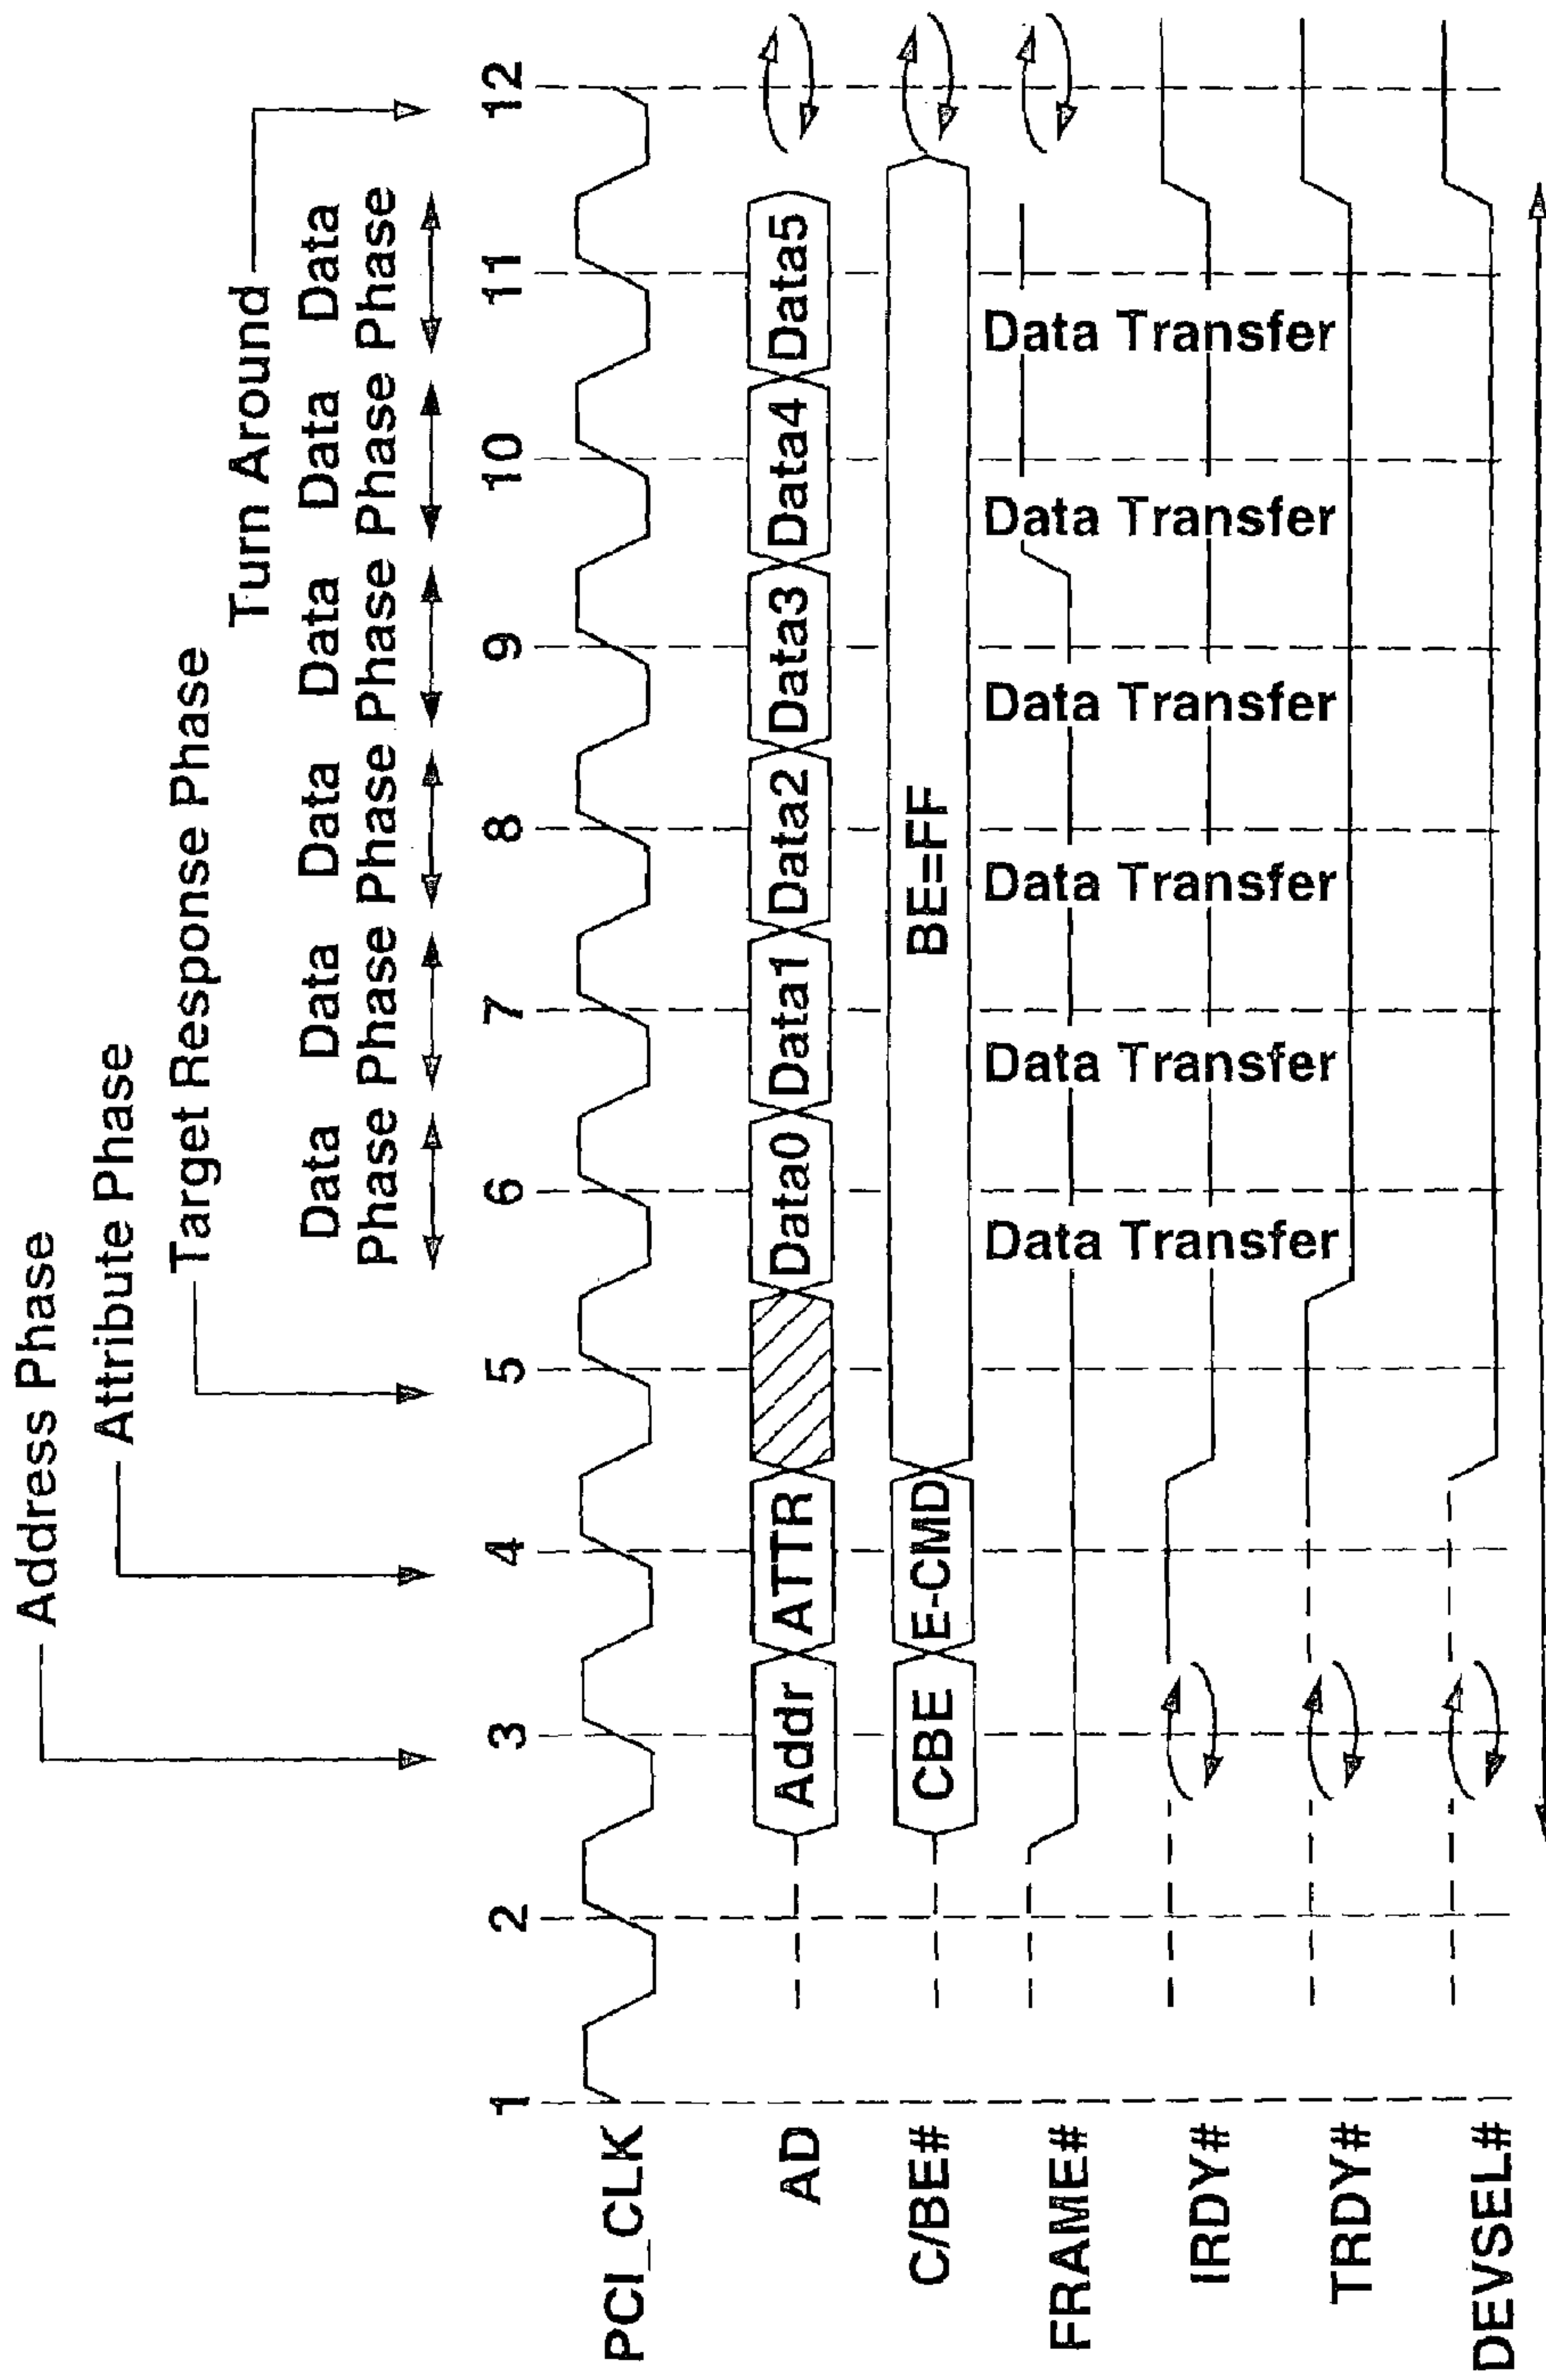 Address Phase
Attribute Phase
Target Response Phase
Turn Around
Data Data Data Data Data Data
Phase Phase Phase Phase Phase Phase
1 2 3 4 5 6 7 8 9 10 11 12
PCI_CLK
AD Addr ATTR Data0 Data1 Data2 Data3 Data4 Data5
C/BE# CBE E-CMD BE=FF
FRAME#
Data Transfer
Data Transfer
Data Transfer
Data Transfer
Data Transfer
Data Transfer
IRDY#
TRDY#
DEVSEL#